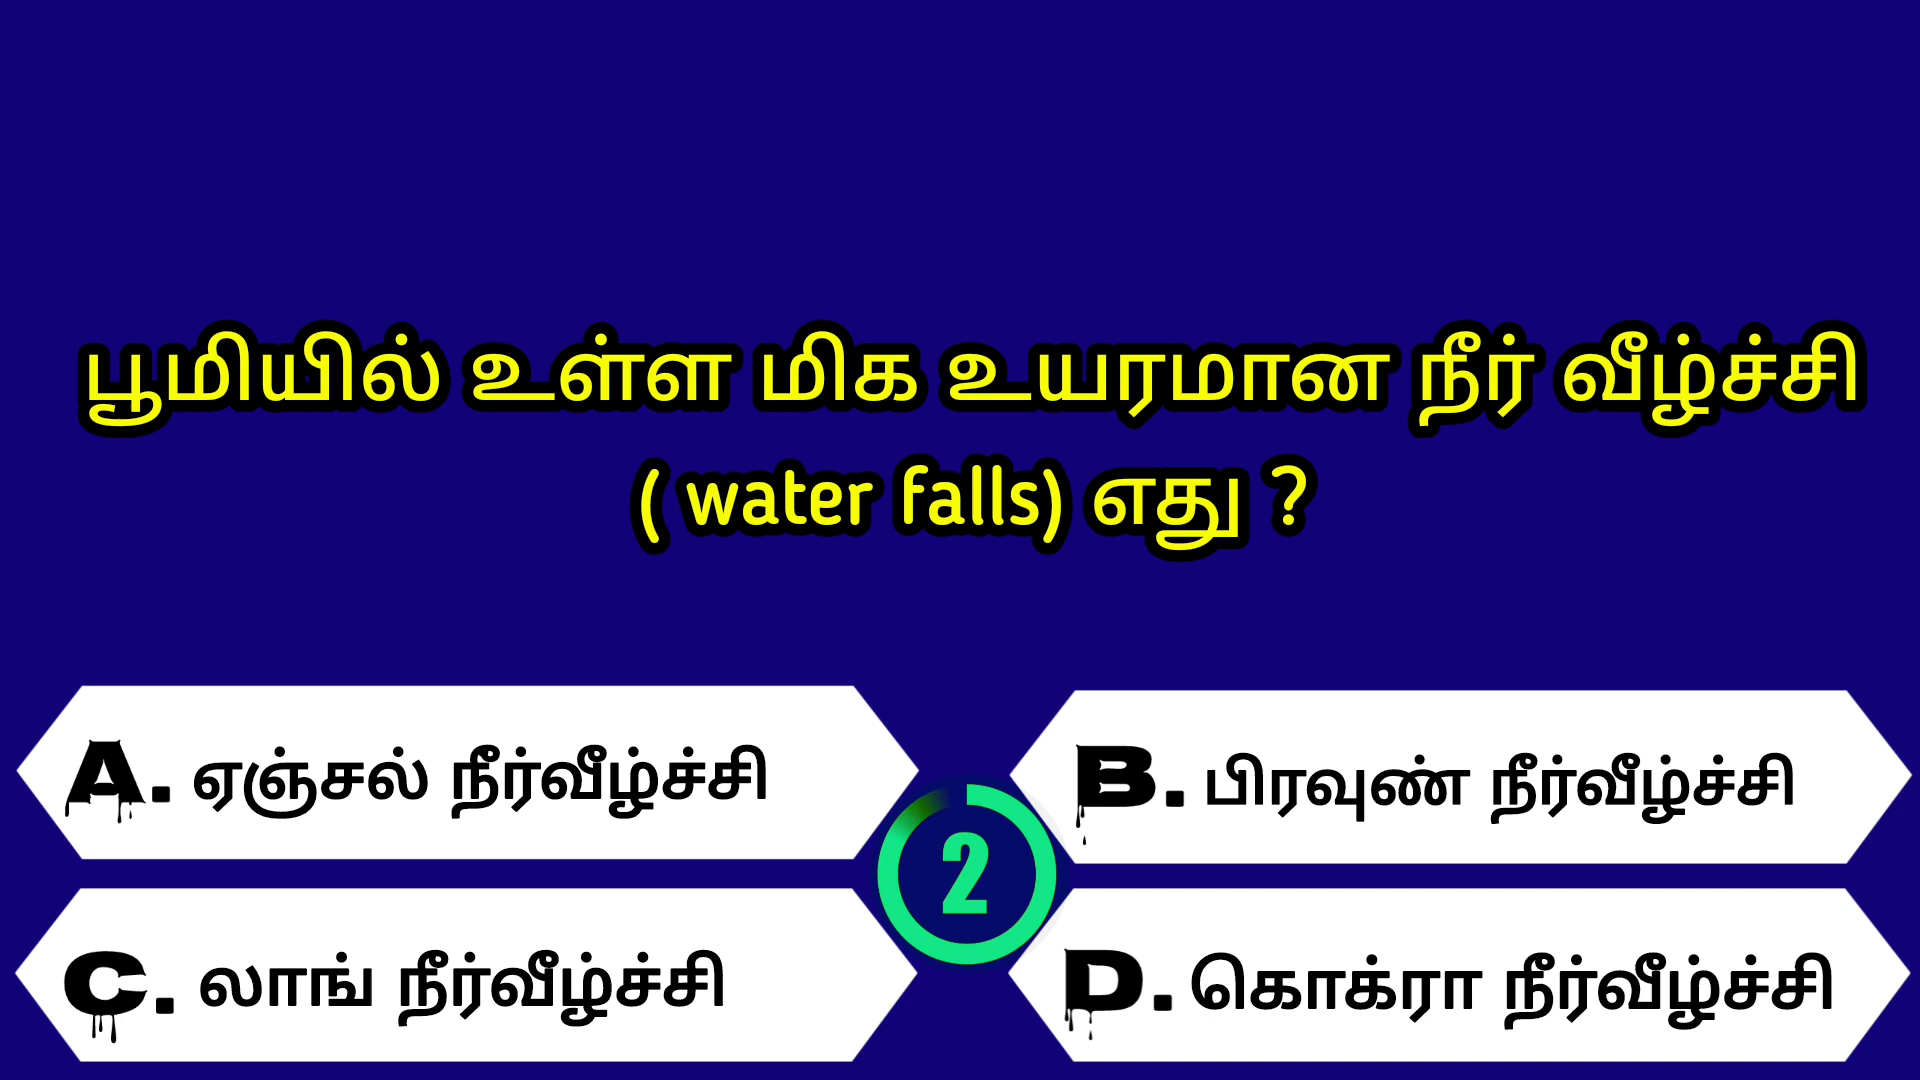 பூமியில் உள்ள மிக உயரமான நீர் வீழ்ச்சி
( water falls) எது ?
A. ஏஞ்சல் நீர்வீழ்ச்சி
B. பிரவுண் நீர்வீழ்ச்சி
2
C. லாங் நீர்வீழ்ச்சி
D. கொக்ரா நீர்வீழ்ச்சி